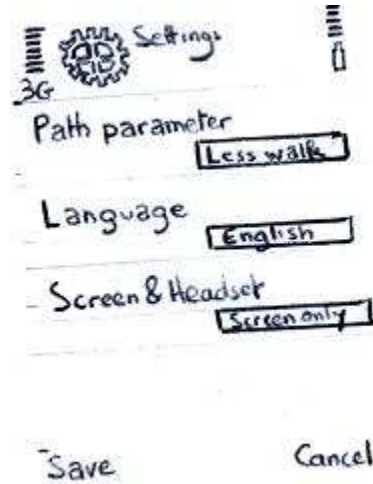 Settings
3G
Path parameter
Less walk
Language
English
Screen & Headset
Screen only
Save
Cancel